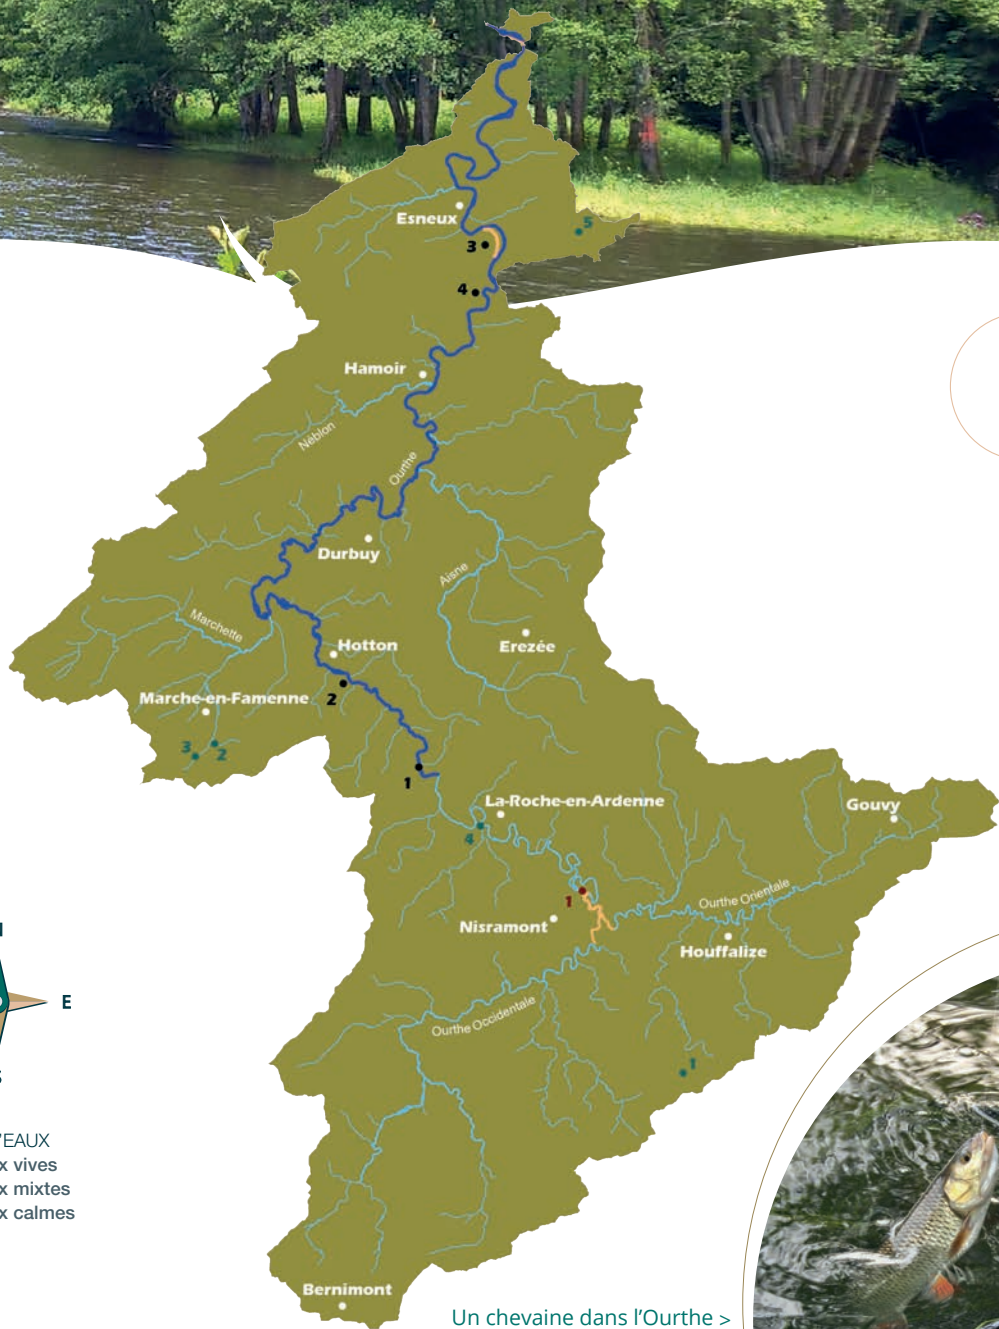 Esneux
5
3
4
Hamoir
Néblon
Ourthe
Durbuy
Aisne
Marchette
Hotton
Erezée
Marche-en-Famenne
2
3
2
1
La-Roche-en-Ardenne
Gouvy
4
1
Ourthe Orientale
Nisramont
Houffalize
E
Ourthe Occidentale
1
'EAUX
x vives
x mixtes
x calmes
Bernimont
Un chevaine dans l'Ourthe >